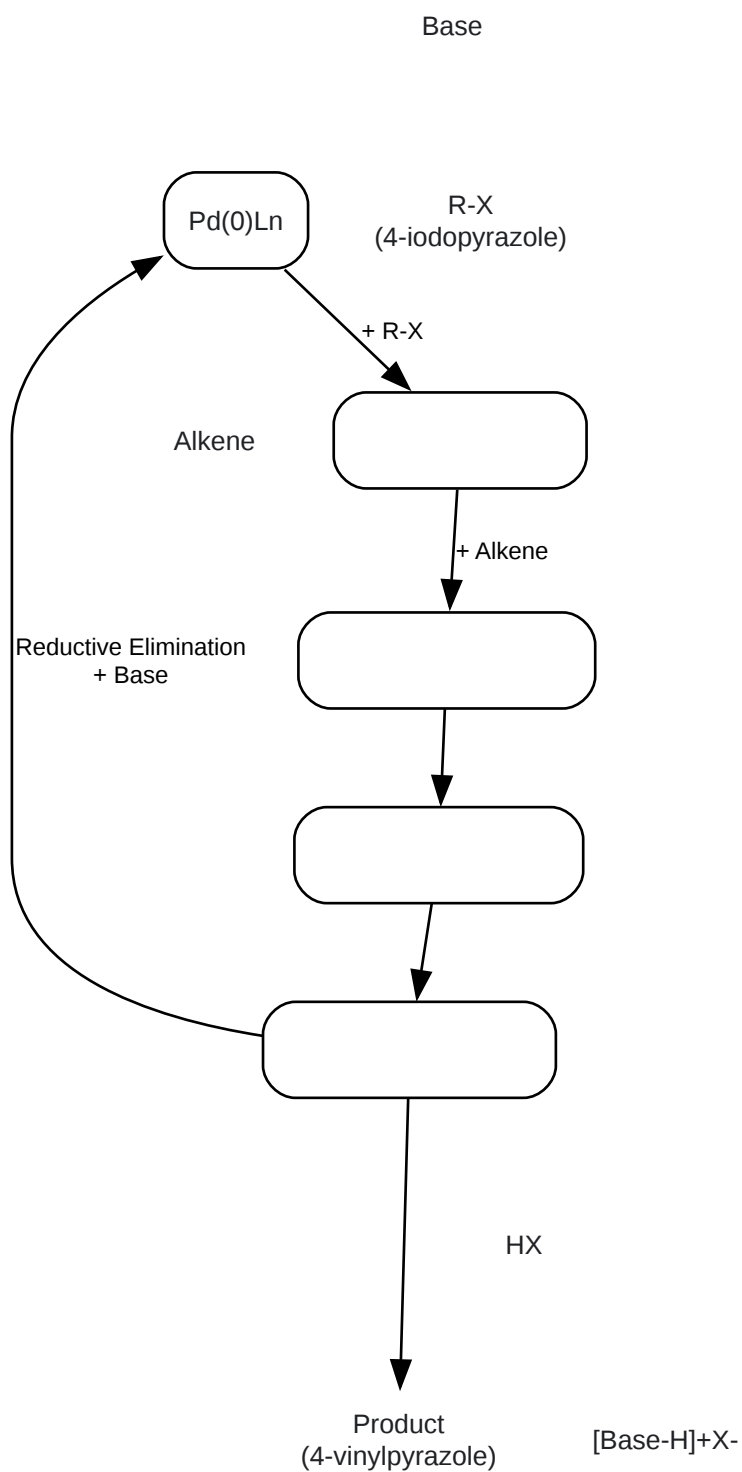 Base
Pd(0)Ln
R-X
(4-iodopyrazole)
+ R-X
Alkene
+ Alkene
Reductive Elimination
+ Base
HX
Product
(4-vinylpyrazole)
[Base-H]+X-